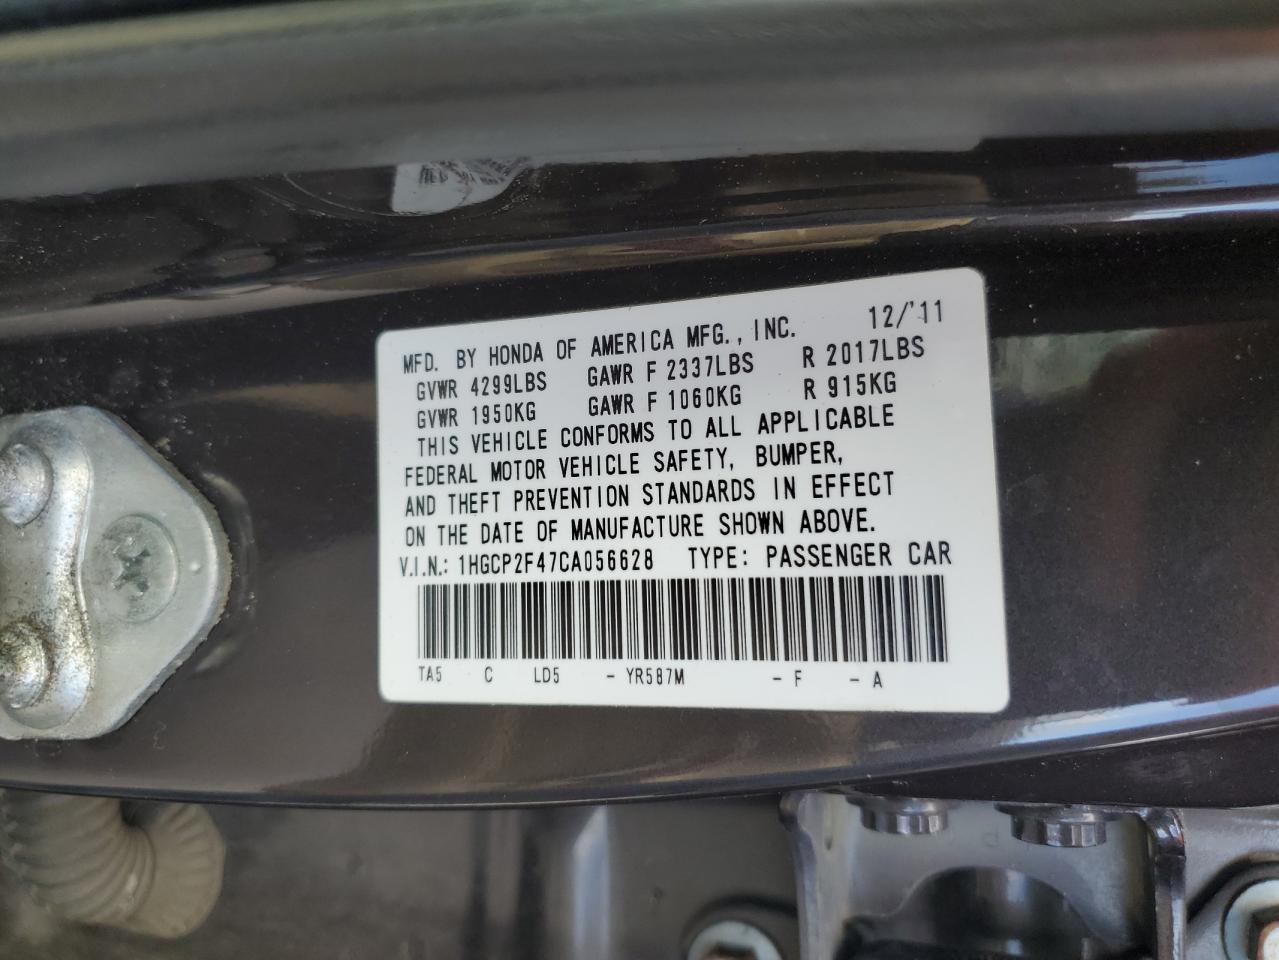 MFD. BY HONDA OF AMERICA MFG., INC. 12/'11
GVWR 4299LBS GAWR F 2337LBS R 2017LBS
GVWR 1950KG GAWR F 1060KG R 915KG
THIS VEHICLE CONFORMS TO ALL APPLICABLE
FEDERAL MOTOR VEHICLE SAFETY, BUMPER,
AND THEFT PREVENTION STANDARDS IN EFFECT
ON THE DATE OF MANUFACTURE SHOWN ABOVE.
V.I.N.: 1HGCP2F47CA056628 TYPE: PASSENGER CAR
TA5 C LD5 - YR587M - F - A